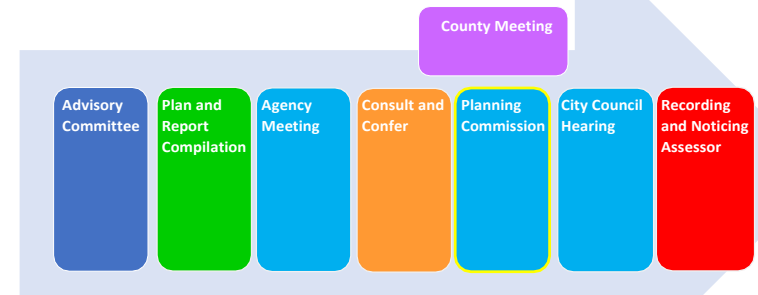 County Meeting
Advisory
Committee
Plan and
Report
Compilation
Agency
Meeting
Consult and
Confer
Planning
Commission
City Council
Hearing
Recording
and Noticing
Assessor